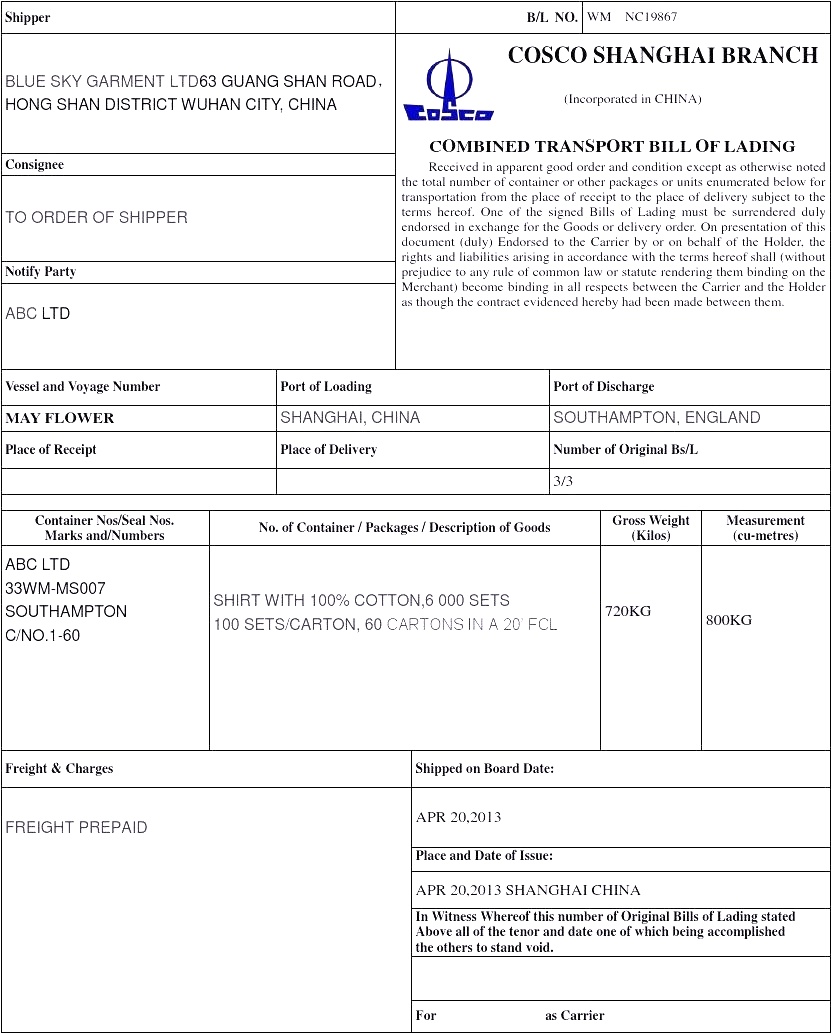 Shipper
B/L NO. WM NC19867
BLUE SKY GARMENT LTD63 GUANG SHAN ROAD,
HONG SHAN DISTRICT WUHAN CITY, CHINA
COSCO
COSCO SHANGHAI BRANCH
(Incorporated in CHINA)
COMBINED TRANSPORT BILL OF LADING
Received in apparent good order and condition except as otherwise noted
the total number of container or other packages or units enumerated below for
transportation from the place of receipt to the place of delivery subject to the
terms hereof. One of the signed Bills of Lading must be surrendered duly
endorsed in exchange for the Goods or delivery order. On presentation of this
document (duly) Endorsed to the Carrier by or on behalf of the Holder, the
rights and liabilities arising in accordance with the terms hereof shall (without
prejudice to any rule of common law or statute rendering them binding on the
Merchant) become binding in all respects between the Carrier and the Holder
as though the contract evidenced hereby had been made between them.
Consignee
TO ORDER OF SHIPPER
Notify Party
ABC LTD
Vessel and Voyage Number
Port of Loading
Port of Discharge
MAY FLOWER
SHANGHAI, CHINA
SOUTHAMPTON, ENGLAND
Place of Receipt
Place of Delivery
Number of Original Bs/L
3/3
Container Nos/Seal Nos.
Marks and/Numbers
No. of Container / Packages / Description of Goods
Gross Weight
(Kilos)
Measurement
(cu-metres)
ABC LTD
33WM-MS007
SOUTHAMPTON
C/NO.1-60
SHIRT WITH 100% COTTON,6 000 SETS
100 SETS/CARTON, 60 CARTONS IN A 20' FCL
720KG
800KG
Freight & Charges
FREIGHT PREPAID
Shipped on Board Date:
APR 20,2013
Place and Date of Issue:
APR 20,2013 SHANGHAI CHINA
In Witness Whereof this number of Original Bills of Lading stated
Above all of the tenor and date one of which being accomplished
the others to stand void.
For as Carrier